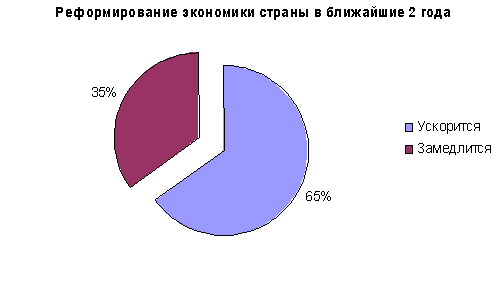 Реформирование экономики страны в ближайшие 2 года
35%
Ускорится
Замедлится
65%